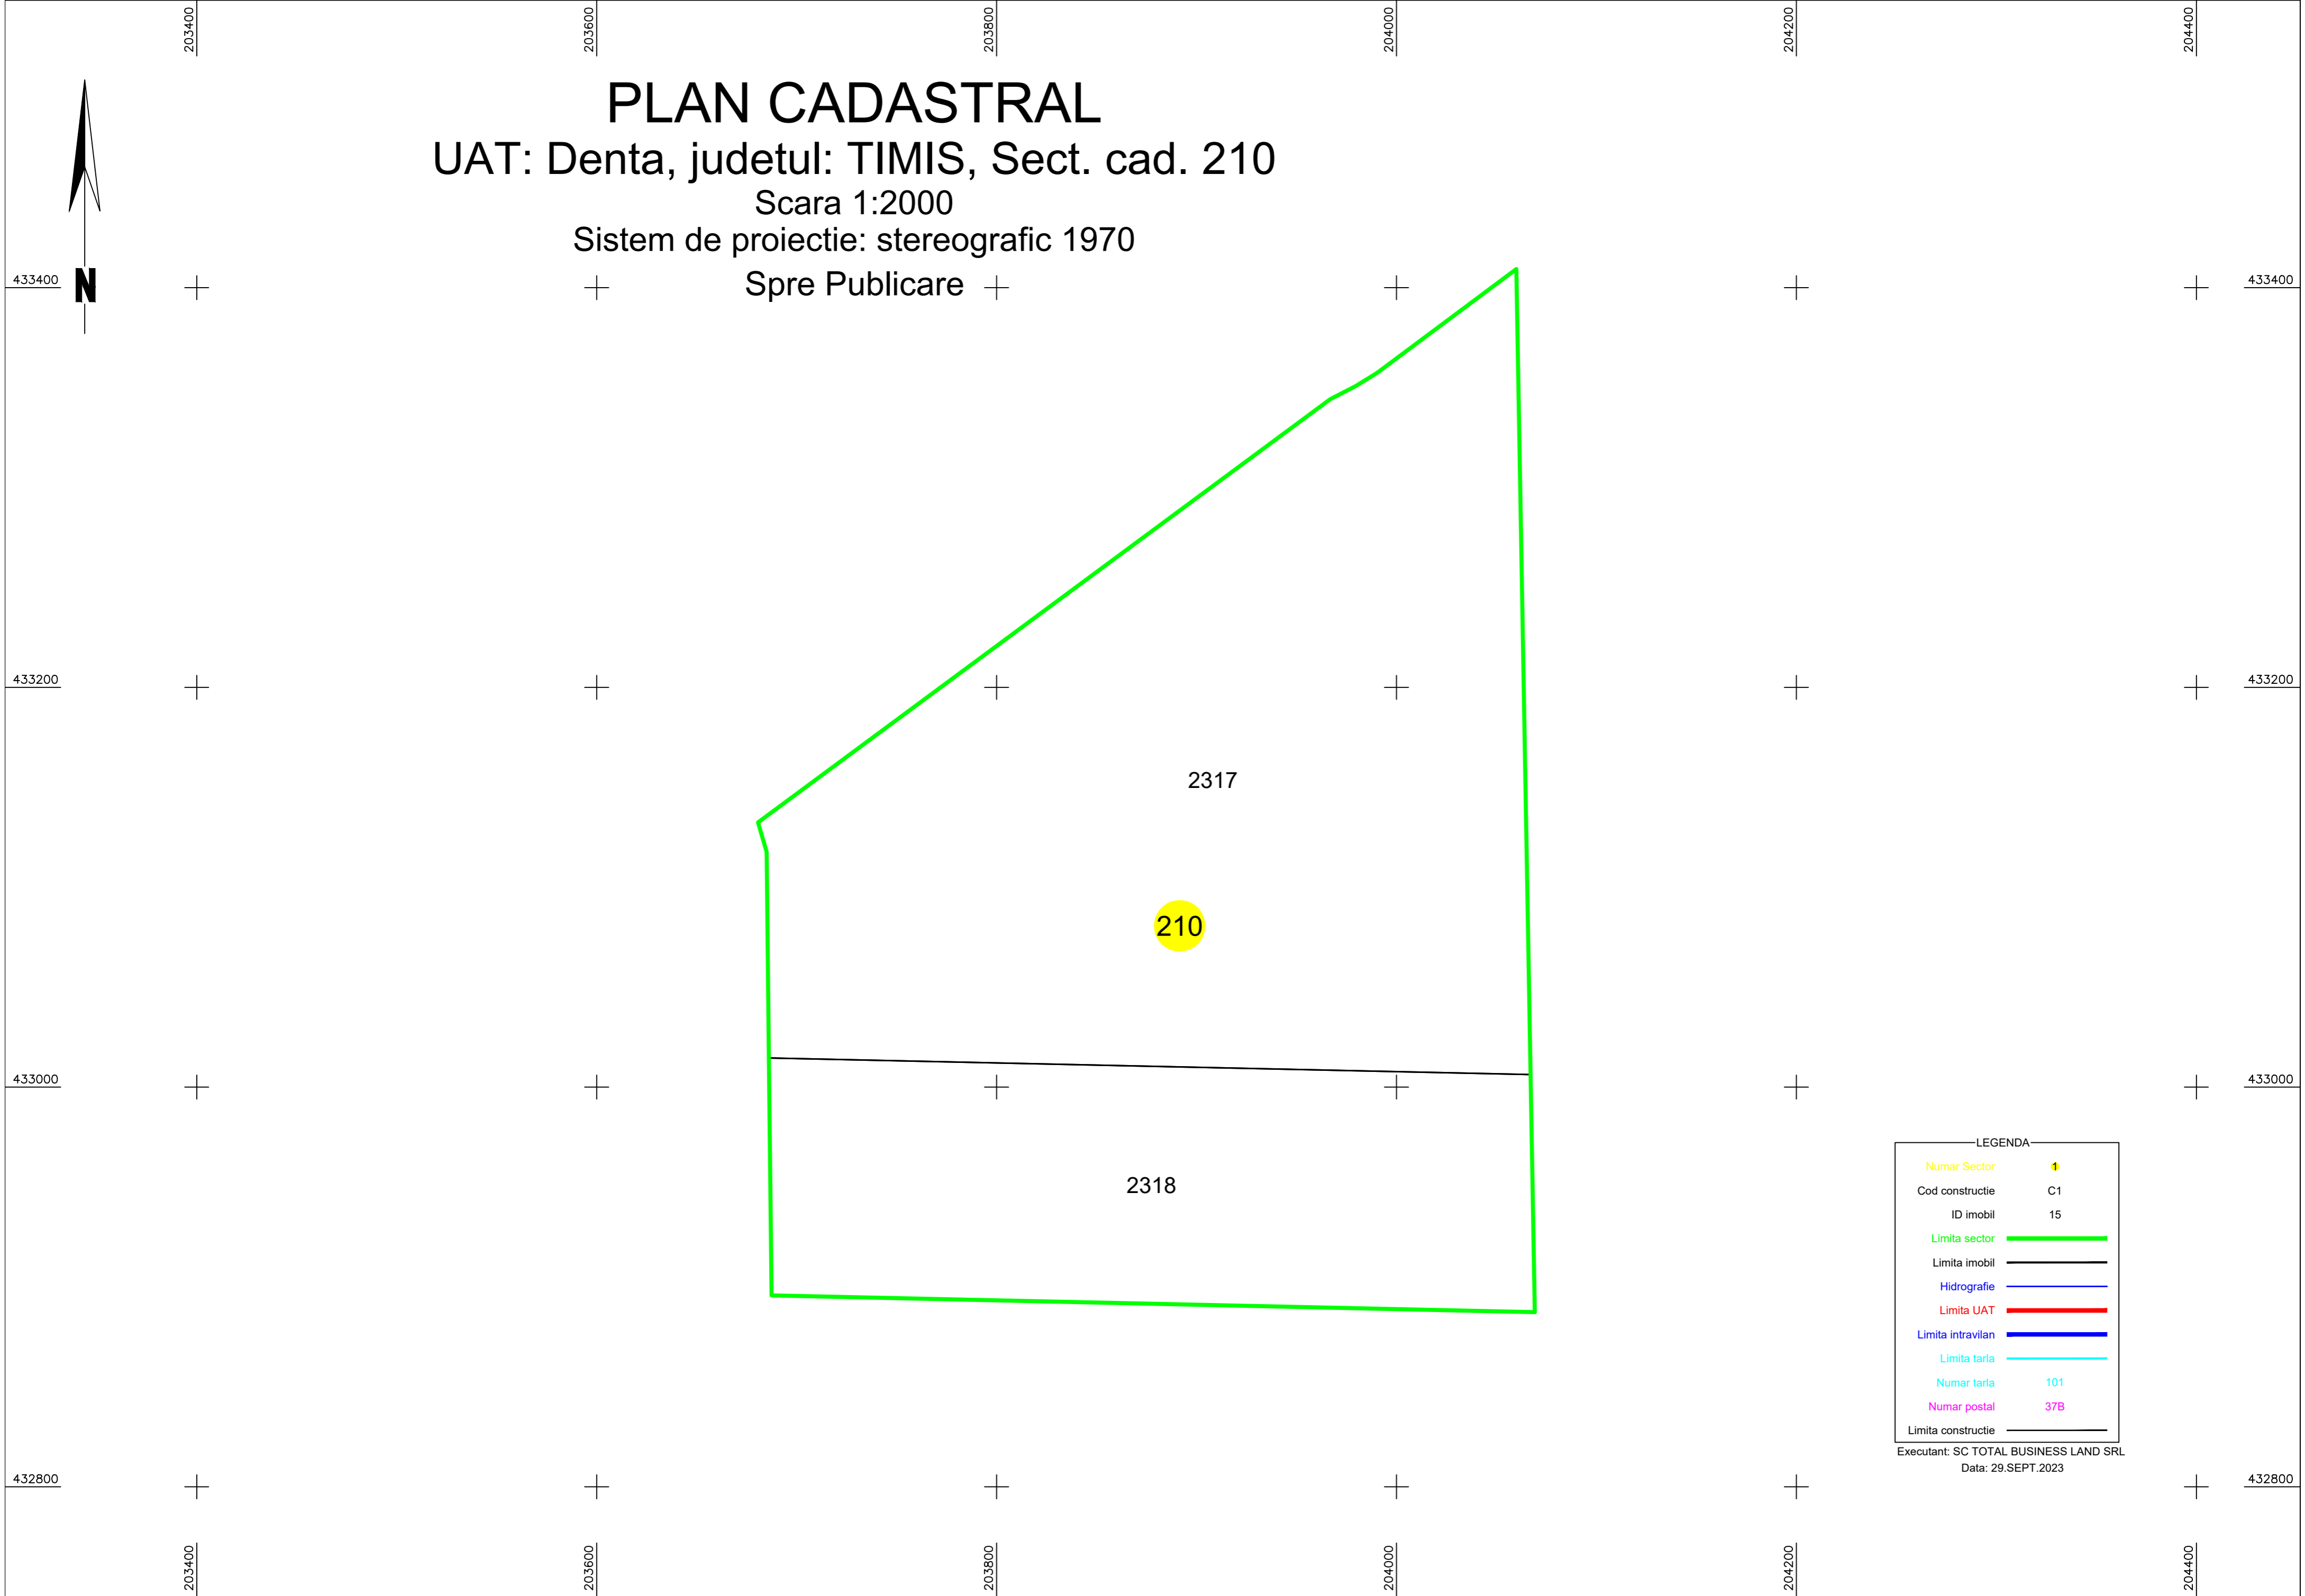 203400 203600 203800 204000 204200 204400
PLAN CADASTRAL
UAT: Denta, judetul: TIMIS, Sect. cad. 210
Scara 1:2000
Sistem de proiectie: stereografic 1970
Spre Publicare
433400 433400
N
433200 433200
2317
210
433000 433000
2318
LEGENDA
Numar Sector 1
Cod constructie C1
ID imobil 15
Limita sector
Limita imobil
Hidrografie
Limita UAT
Limita intravilan
Limita tarla
Numar tarla 101
Numar postal 37B
Limita constructie
Executant: SC TOTAL BUSINESS LAND SRL
Data: 29.SEPT.2023
432800 432800
203400 203600 203800 204000 204200 204400